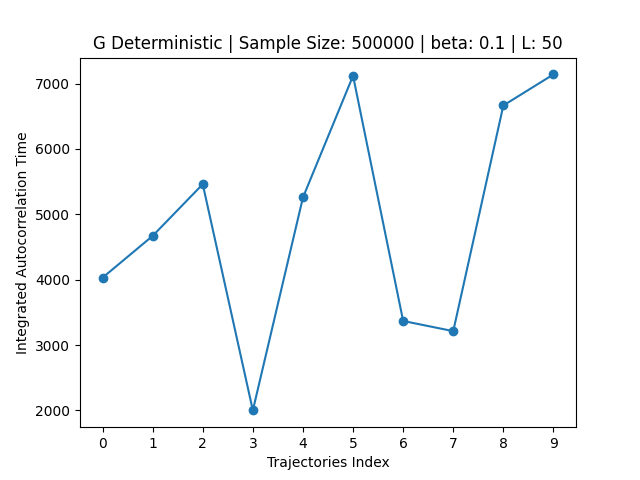 G Deterministic | Sample Size: 500000 | beta: 0.1 | L: 50
7000
6000
5000
4000
3000
2000
Integrated Autocorrelation Time
0 1 2 3 4 5 6 7 8 9
Trajectories Index